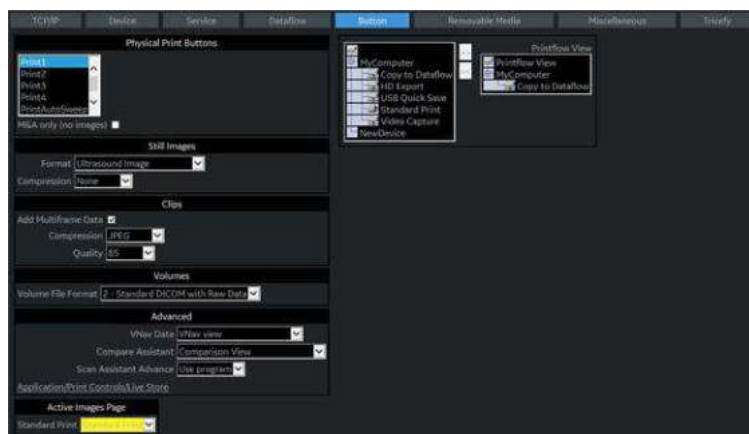 TCP/IP Device Service Dataflow Button Removable Media Miscellaneous Tricefy
Physical Print Buttons
Print1
Print2
Print3
Print4
PrintAutoSweep
M&A only (no images)
Still Images
Format Ultrasound Image
Compression None
Clips
Add Multiframe Data
Compression JPEG
Quality 85
Volumes
Volume File Format 2 - Standard DICOM with Raw Data
Advanced
VNav Data VNav view
Compare Assistant Comparison View
Scan Assistant Advance Use program
Application/Print Controls/Live Store
Active Images Page
Standard Print
MyComputer
Copy to Dataflow
HD Export
USB Quick Save
Standard Print
Video Capture
NewDevice
Printflow View
Printflow View
MyComputer
Copy to Dataflow